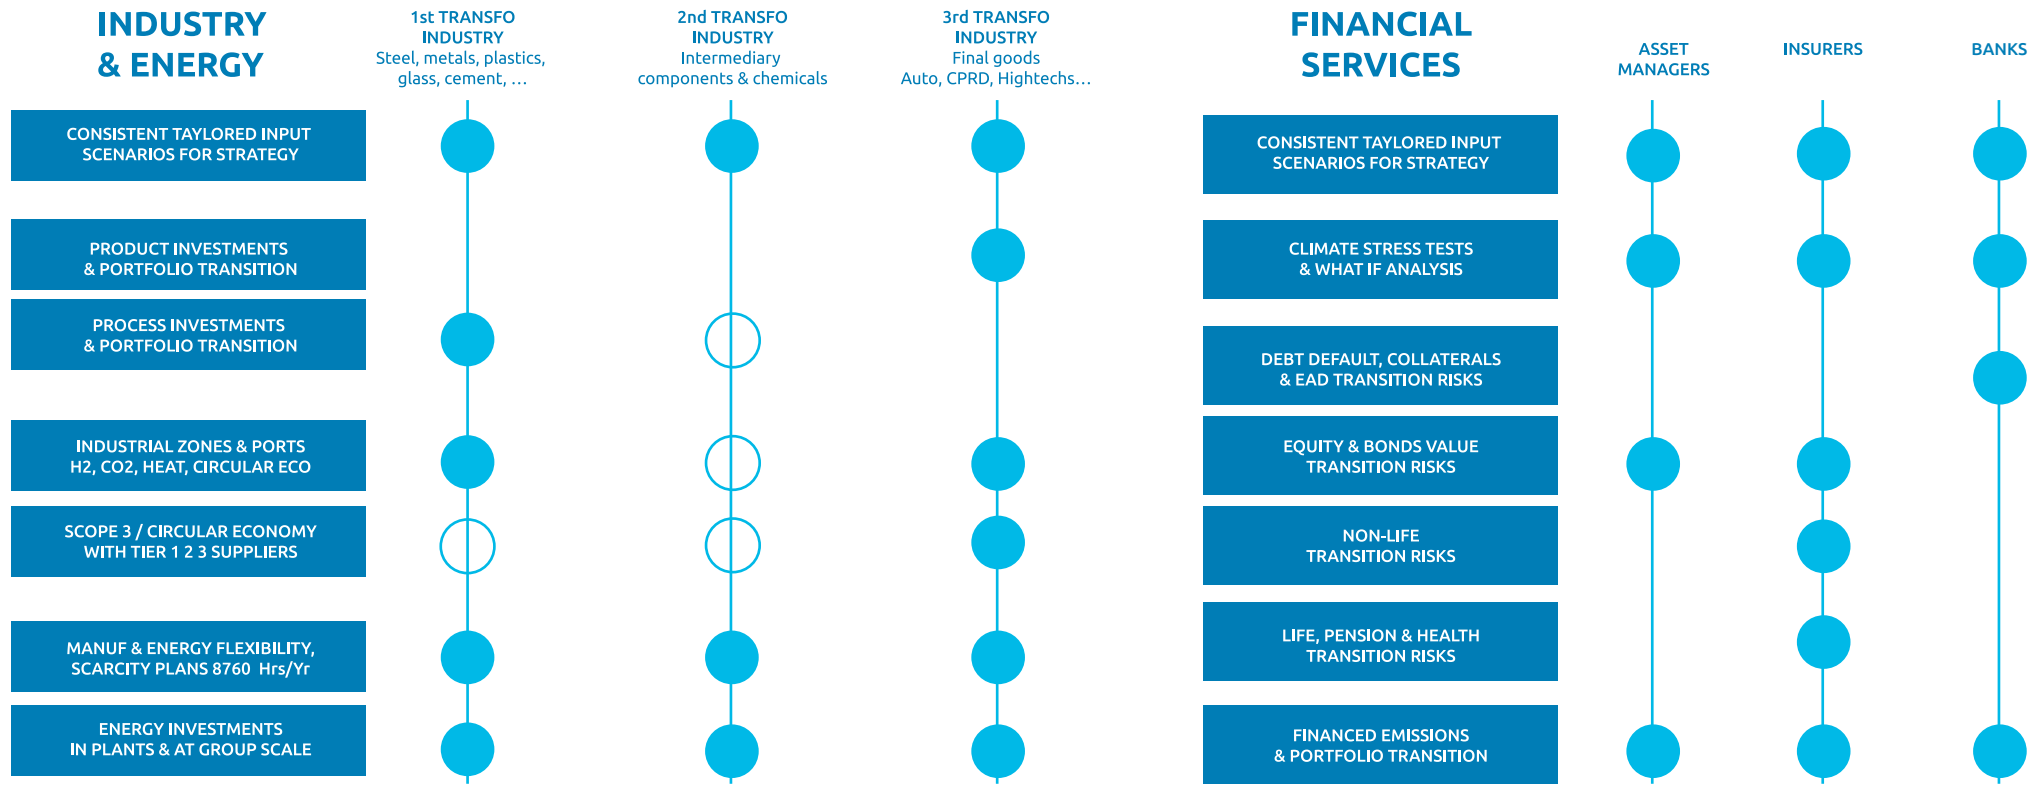 INDUSTRY
& ENERGY
1st TRANSFO
INDUSTRY
Steel, metals, plastics,
glass, cement, ...
2nd TRANSFO
INDUSTRY
Intermediary
components & chemicals
3rd TRANSFO
INDUSTRY
Final goods
Auto, CPRD, Hightechs...
CONSISTENT TAYLORED INPUT
SCENARIOS FOR STRATEGY
PRODUCT INVESTMENTS
& PORTFOLIO TRANSITION
PROCESS INVESTMENTS
& PORTFOLIO TRANSITION
INDUSTRIAL ZONES & PORTS
H2, CO2, HEAT, CIRCULAR ECO
SCOPE 3 / CIRCULAR ECONOMY
WITH TIER 1 2 3 SUPPLIERS
MANUF & ENERGY FLEXIBILITY,
SCARCITY PLANS 8760 Hrs/Yr
ENERGY INVESTMENTS
IN PLANTS & AT GROUP SCALE
FINANCIAL
SERVICES
ASSET
MANAGERS
INSURERS
BANKS
CONSISTENT TAYLORED INPUT
SCENARIOS FOR STRATEGY
CLIMATE STRESS TESTS
& WHAT IF ANALYSIS
DEBT DEFAULT, COLLATERALS
& EAD TRANSITION RISKS
EQUITY & BONDS VALUE
TRANSITION RISKS
NON-LIFE
TRANSITION RISKS
LIFE, PENSION & HEALTH
TRANSITION RISKS
FINANCED EMISSIONS
& PORTFOLIO TRANSITION